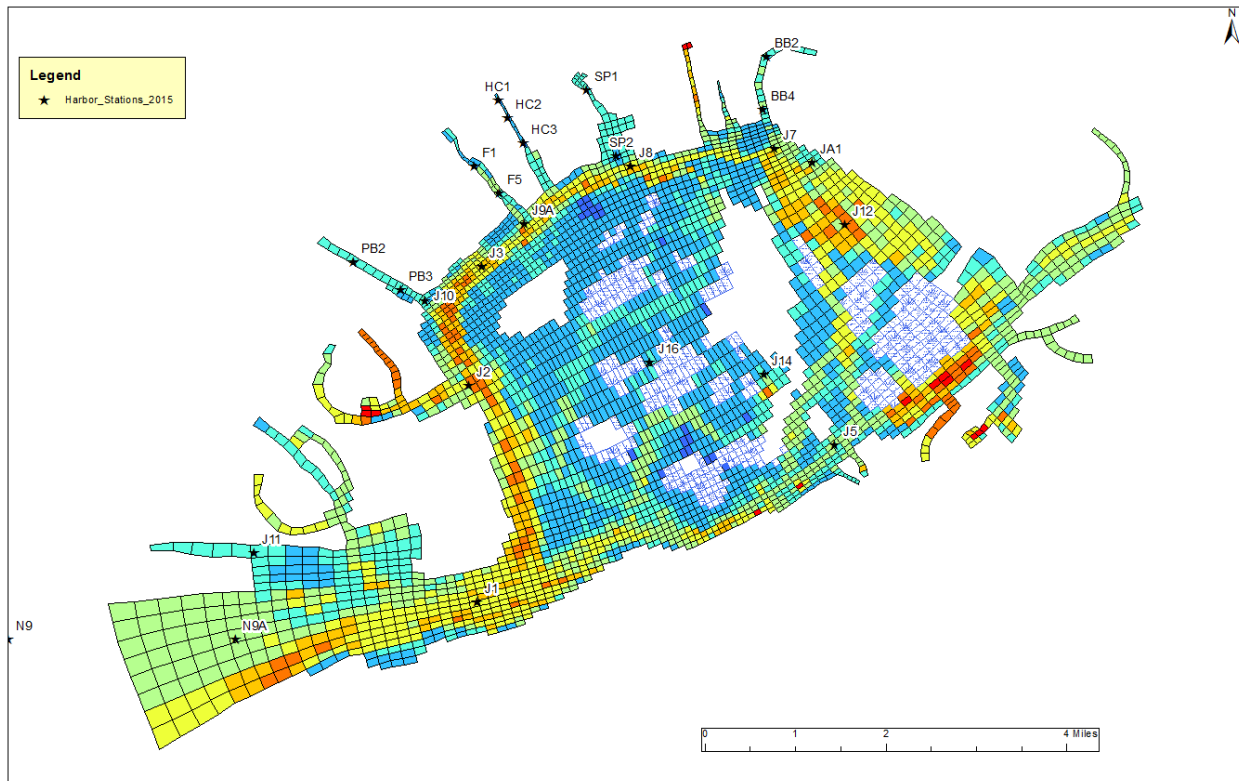 N
Legend
Harbor_Stations_2015
BB2
SP1
HC1
HC2
BB4
HC3
J7
SP2
J8
JA1
F1
F5
J9A
J12
PB2
J3
PB3
J10
J16
J14
J2
J5
J11
J1
N9
N9A
0 1 2 4 Miles